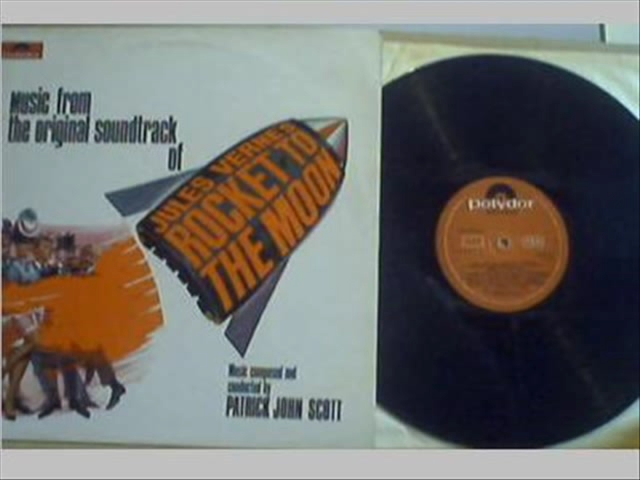 Music from
the original soundtrack
of
JULES VERNE'S
ROCKET TO
THE MOON
Music composed and
conducted by
PATRICK JOHN SCOTT
polydor